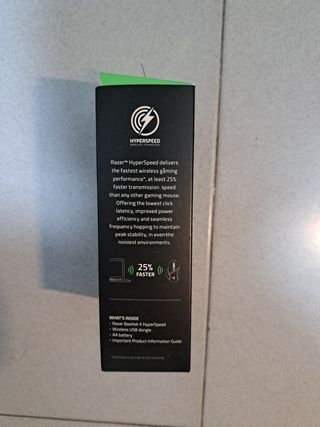 HYPERSPEED
WIRELESS TECHNOLOGY
Razer™ HyperSpeed delivers
the fastest wireless gaming
performance*, at least 25%
faster transmission speed
than any other gaming mouse.
Offering the lowest click
latency, improved power
efficiency and seamless
frequency hopping to maintain
peak stability, in even the
noisiest environments.
25%
FASTER
WHAT'S INSIDE
• Razer Basilisk X HyperSpeed
• Wireless USB dongle
• AA battery
• Important Product Information Guide